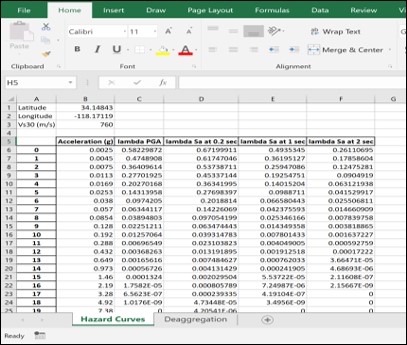 File Home Insert Draw Page Layout Formulas Data Review
Paste Calibri 11 A A Wrap Text
B I U A Merge & Center
Clipboard Font Alignment
H5 fx
A B C D E F G
1 Latitude 34.14843
2 Longitude -118.17119
3 Vs30 (m/s) 760
4
5 Acceleration (g) lambda PGA lambda Sa at 0.2 sec lambda Sa at 1 sec lambda Sa at 2 sec
6 0 0.0025 0.58229872 0.67199911 0.4935345 0.26110695
7 1 0.0045 0.4748908 0.61747046 0.36195127 0.17858604
8 2 0.0075 0.36409614 0.53738711 0.25947086 0.12475281
9 3 0.0113 0.27701925 0.45337144 0.19254751 0.0904919
10 4 0.0169 0.20270168 0.36341995 0.14015204 0.063121938
11 5 0.0253 0.14313958 0.27698397 0.0988711 0.041529917
12 6 0.038 0.0974205 0.2018814 0.066580443 0.025506811
13 7 0.057 0.06344117 0.14226069 0.042375593 0.014660909
14 8 0.0854 0.03894803 0.097054199 0.025346166 0.007839758
15 9 0.128 0.02251211 0.063474443 0.014349358 0.003818865
16 10 0.192 0.01257064 0.039314783 0.007801433 0.001637227
17 11 0.288 0.00696549 0.023103823 0.004049005 0.000592759
18 12 0.432 0.00368263 0.013191895 0.001912518 0.00017222
19 13 0.649 0.00165616 0.007484627 0.000762033 3.66471E-05
20 14 0.973 0.00056726 0.004131429 0.000241905 4.68693E-06
21 15 1.46 0.0001324 0.002029504 5.53722E-05 2.11608E-07
22 16 2.19 1.7582E-05 0.000805789 7.24987E-06 2.15667E-09
23 17 3.28 6.5623E-07 0.000239335 4.19104E-07 0
24 18 4.92 1.0176E-09 4.73448E-05 3.4956E-09 0
25 19 7.38 0 4.20541E-06 0 0
Hazard Curves Deaggregation
Ready